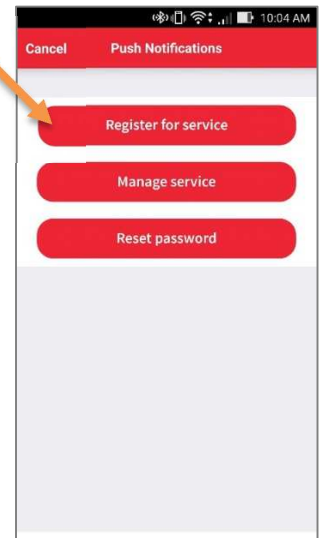 10:04 AM
Cancel Push Notifications
Register for service
Manage service
Reset password